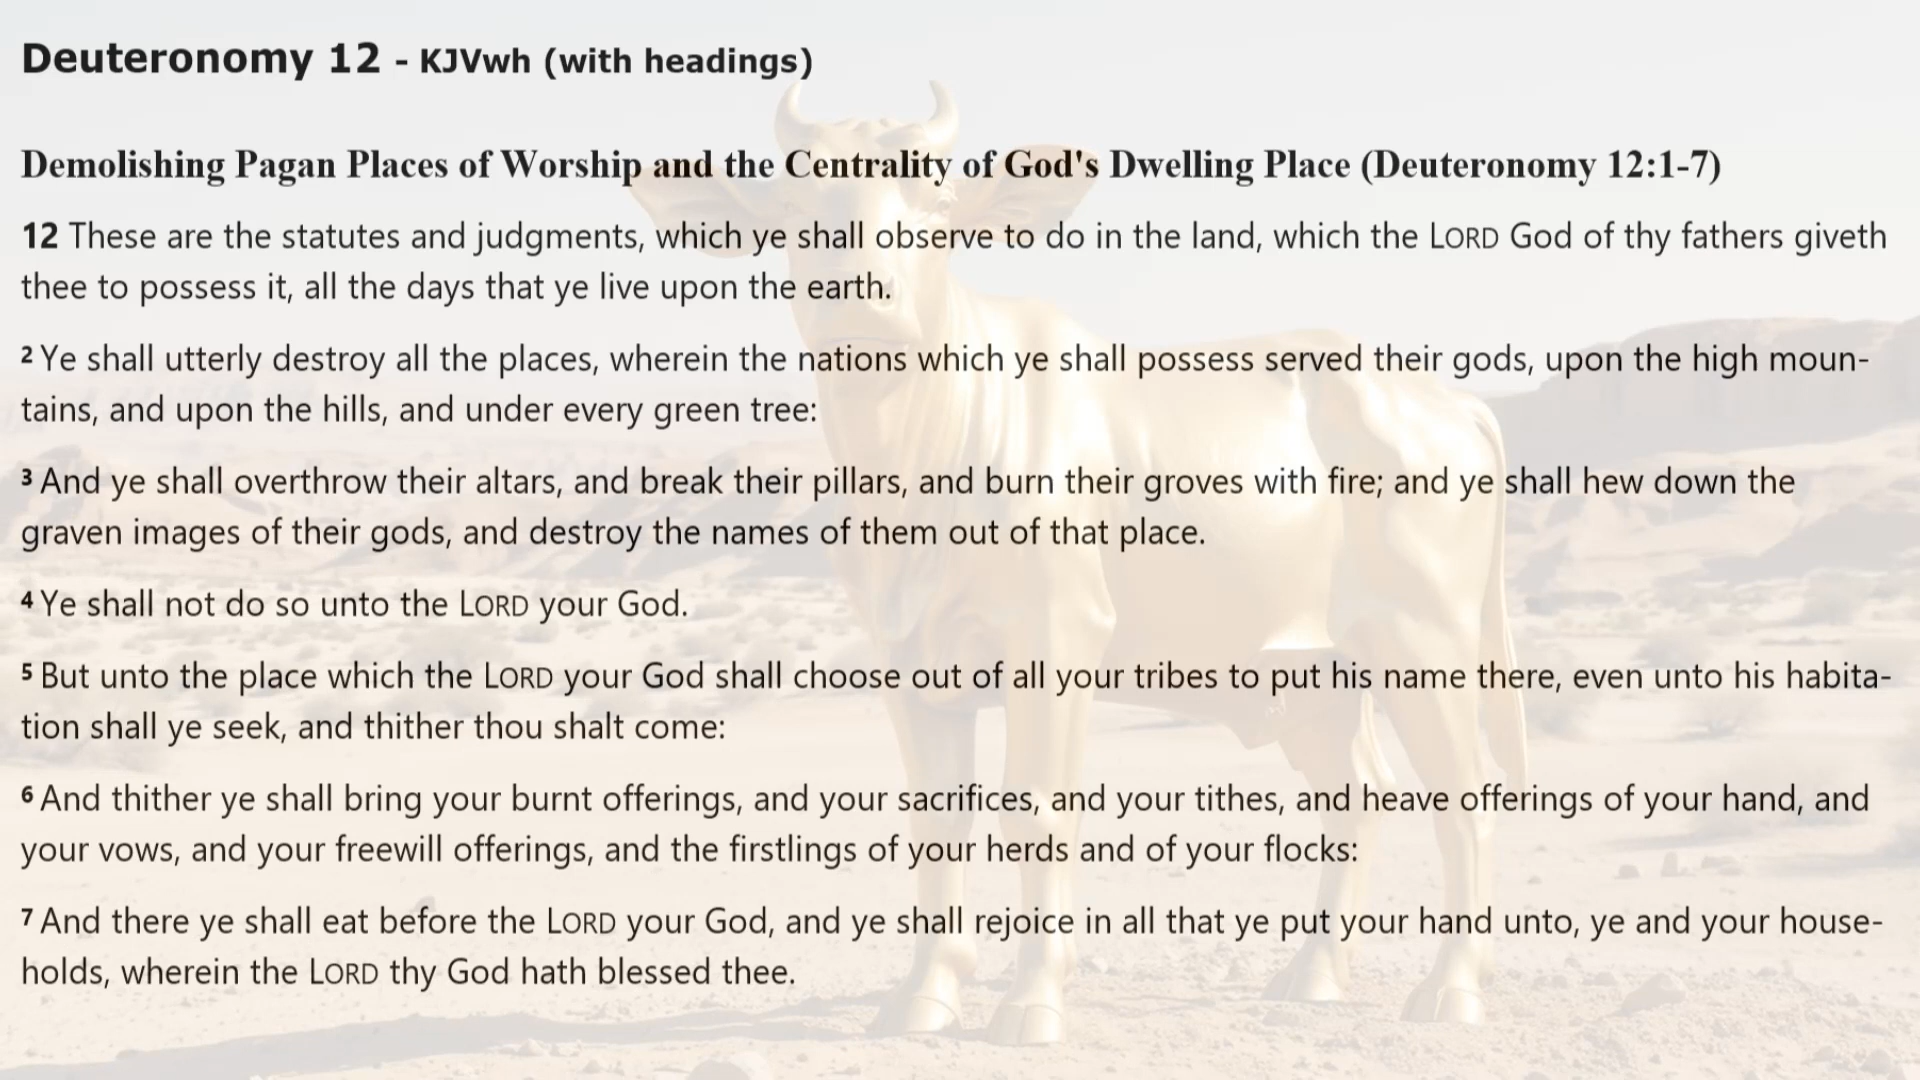 Deuteronomy 12 - KJVwh (with headings)
Demolishing Pagan Places of Worship and the Centrality of God's Dwelling Place (Deuteronomy 12:1-7)
12 These are the statutes and judgments, which ye shall observe to do in the land, which the LORD God of thy fathers giveth
thee to possess it, all the days that ye live upon the earth.
2 Ye shall utterly destroy all the places, wherein the nations which ye shall possess served their gods, upon the high moun-
tains, and upon the hills, and under every green tree:
3 And ye shall overthrow their altars, and break their pillars, and burn their groves with fire; and ye shall hew down the
graven images of their gods, and destroy the names of them out of that place.
4 Ye shall not do so unto the LORD your God.
5 But unto the place which the LORD your God shall choose out of all your tribes to put his name there, even unto his habita-
tion shall ye seek, and thither thou shalt come:
6 And thither ye shall bring your burnt offerings, and your sacrifices, and your tithes, and heave offerings of your hand, and
your vows, and your freewill offerings, and the firstlings of your herds and of your flocks:
7 And there ye shall eat before the LORD your God, and ye shall rejoice in all that ye put your hand unto, ye and your house-
holds, wherein the LORD thy God hath blessed thee.